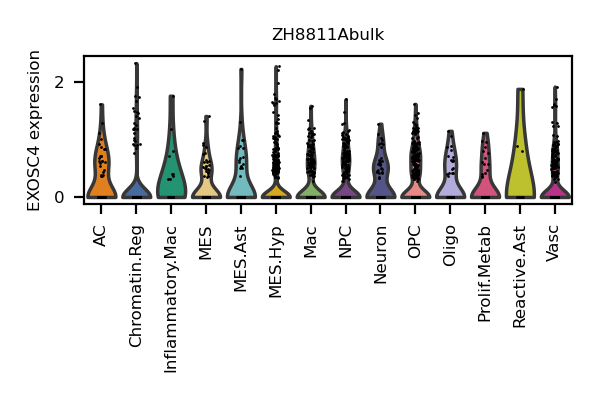 ZH8811Abulk
EXOSC4 expression
2
0
AC
Chromatin.Reg
Inflammatory.Mac
MES
MES.Ast
MES.Hyp
Mac
NPC
Neuron
OPC
Oligo
Prolif.Metab
Reactive.Ast
Vasc